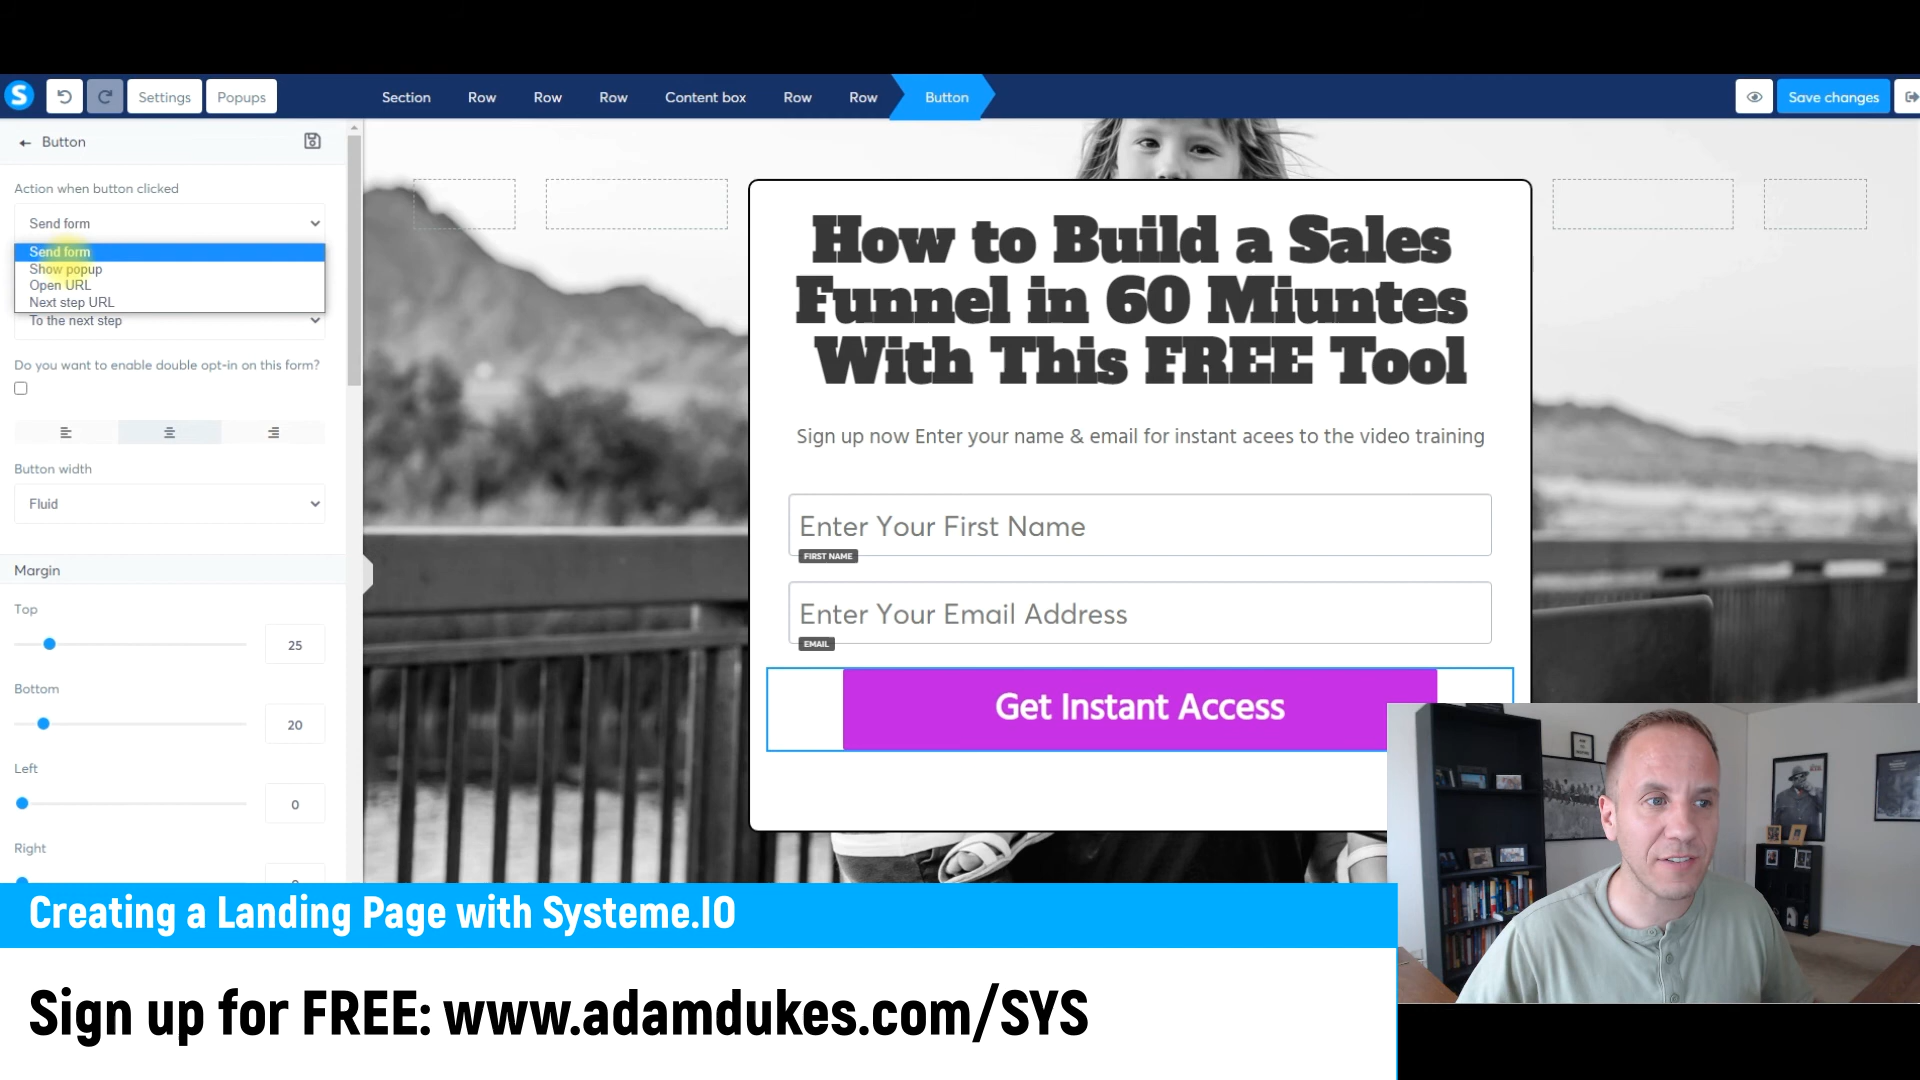 S
Settings
Popups
Section
Row
Row
Row
Content box
Row
Row
Button
Save changes
Button
Action when button clicked
Send form
Send form
Show popup
Open URL
Next step URL
To the next step
Do you want to enable double opt-in on this form?
Button width
Fluid
Margin
Top
25
Bottom
20
Left
0
Right
How to Build a Sales
Funnel in 60 Miuntes
With This FREE Tool
Sign up now Enter your name & email for instant acees to the video training
Enter Your First Name
FIRST NAME
Enter Your Email Address
EMAIL
Get Instant Access
Creating a Landing Page with Systeme.IO
Sign up for FREE: www.adamdukes.com/SYS